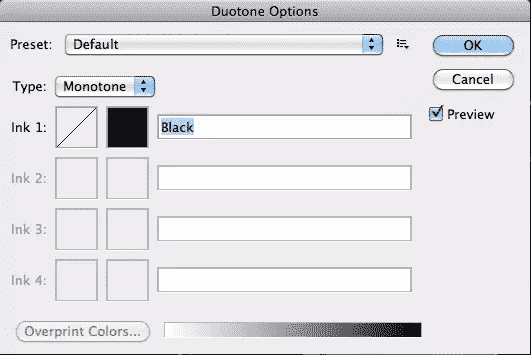 Duotone Options
Preset: Default
OK
Type: Monotone
Cancel
Preview
Ink 1: Black
Ink 2:
Ink 3:
Ink 4:
Overprint Colors...